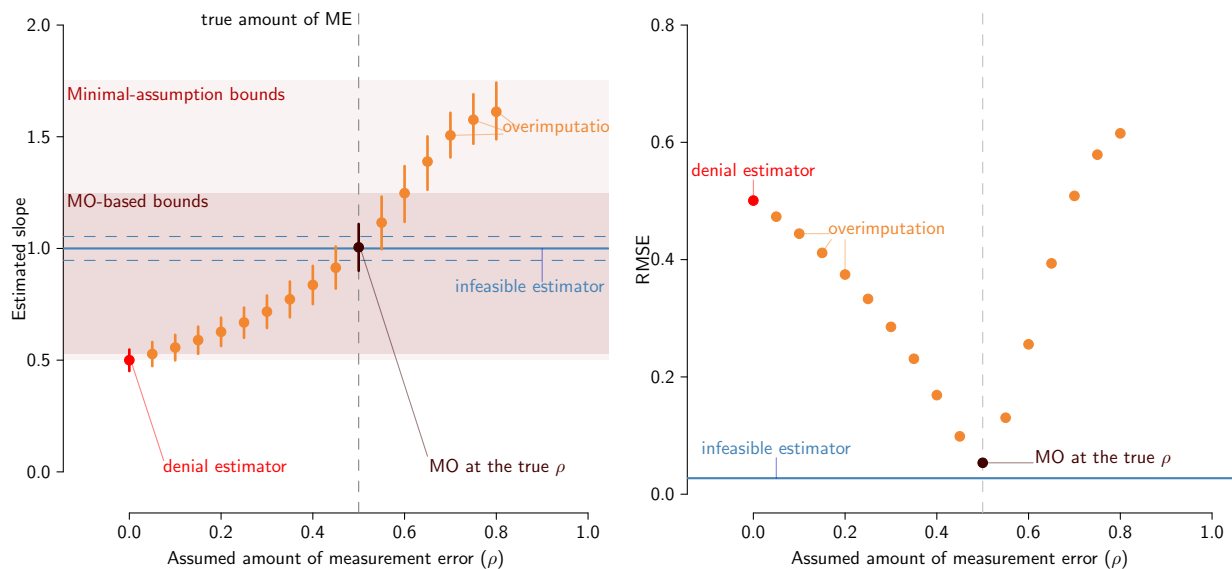 true amount of ME
2.0
1.5
1.0
0.5
0.0
Estimated slope
Minimal-assumption bounds
overimputatio
MO-based bounds
infeasible estimator
denial estimator
MO at the true ρ
0.0 0.2 0.4 0.6 0.8 1.0
Assumed amount of measurement error (ρ)
0.8
0.6
0.4
0.2
0.0
RMSE
denial estimator
overimputation
infeasible estimator
MO at the true ρ
0.0 0.2 0.4 0.6 0.8 1.0
Assumed amount of measurement error (ρ)